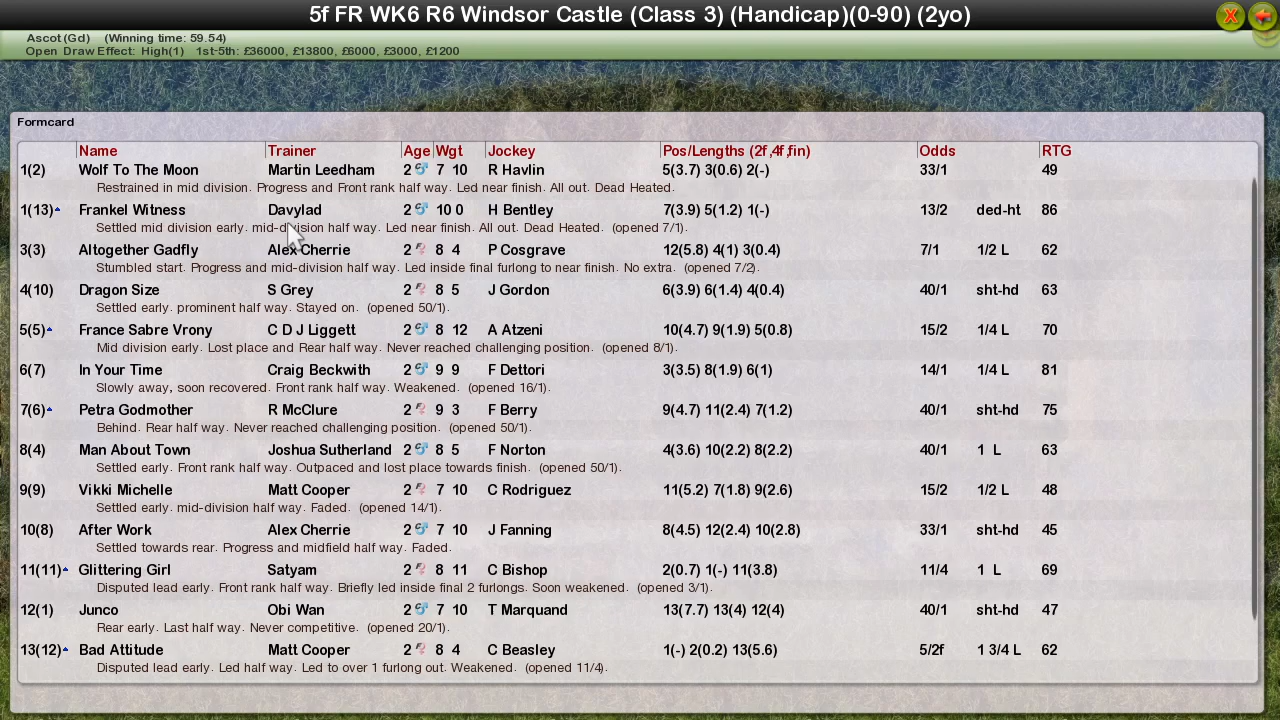 5f FR WK6 R6 Windsor Castle (Class 3) (Handicap)(0-90) (2yo)
Ascot(Gd) (Winning time: 59.54)
Open Draw Effect: High(1) 1st-5th: £36000, £13800, £6000, £3000, £1200
Formcard
Name Trainer Age Wgt Jockey Pos/Lengths (2f,4f,fin) Odds RTG
1(2) Wolf To The Moon Martin Leedham 2 7 10 R Havlin 5(3.7) 3(0.6) 2(-) 33/1 49
Restrained in mid division. Progress and Front rank half way. Led near finish. All out. Dead Heated.
1(13) Frankel Witness Davylad 2 10 0 H Bentley 7(3.9) 5(1.2) 1(-) 13/2 ded-ht 86
Settled mid division early. mid-division half way. Led near finish. All out. Dead Heated. (opened 7/1).
3(3) Altogether Gadfly Alex Cherrie 2 8 4 P Cosgrave 12(5.8) 4(1) 3(0.4) 7/1 1/2 L 62
Stumbled start. Progress and mid-division half way. Led inside final furlong to near finish. No extra. (opened 7/2).
4(10) Dragon Size S Grey 2 8 5 J Gordon 6(3.9) 6(1.4) 4(0.4) 40/1 sht-hd 63
Settled early. prominent half way. Stayed on. (opened 50/1).
5(5) France Sabre Vrony C D J Liggett 2 8 12 A Atzeni 10(4.7) 9(1.9) 5(0.8) 15/2 1/4 L 70
Mid division early. Lost place and Rear half way. Never reached challenging position. (opened 8/1).
6(7) In Your Time Craig Beckwith 2 9 9 F Dettori 3(3.5) 8(1.9) 6(1) 14/1 1/4 L 81
Slowly away, soon recovered. Front rank half way. Weakened. (opened 16/1).
7(6) Petra Godmother R McClure 2 9 3 F Berry 9(4.7) 11(2.4) 7(1.2) 40/1 sht-hd 75
Behind. Rear half way. Never reached challenging position. (opened 50/1).
8(4) Man About Town Joshua Sutherland 2 8 5 F Norton 4(3.6) 10(2.2) 8(2.2) 40/1 1 L 63
Settled early. Front rank half way. Outpaced and lost place towards finish. (opened 50/1).
9(9) Vikki Michelle Matt Cooper 2 7 10 C Rodriguez 11(5.2) 7(1.8) 9(2.6) 15/2 1/2 L 48
Settled early. mid-division half way. Faded. (opened 14/1).
10(8) After Work Alex Cherrie 2 7 10 J Fanning 8(4.5) 12(2.4) 10(2.8) 33/1 sht-hd 45
Settled towards rear. Progress and midfield half way. Faded.
11(11) Glittering Girl Satyam 2 8 11 C Bishop 2(0.7) 1(-) 11(3.8) 11/4 1 L 69
Disputed lead early. Front rank half way. Briefly led inside final 2 furlongs. Soon weakened. (opened 3/1).
12(1) Junco Obi Wan 2 7 10 T Marquand 13(7.7) 13(4) 12(4) 40/1 sht-hd 47
Rear early. Last half way. Never competitive. (opened 20/1).
13(12) Bad Attitude Matt Cooper 2 8 4 C Beasley 1(-) 2(0.2) 13(5.6) 5/2f 1 3/4 L 62
Disputed lead early. Led half way. Led to over 1 furlong out. Weakened. (opened 11/4).